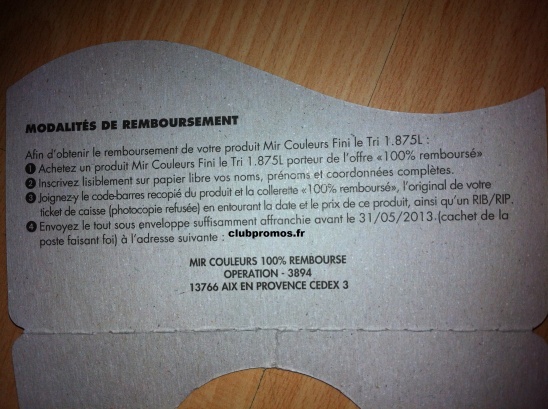 MODALITÉS DE REMBOURSEMENT
Afin d'obtenir le remboursement de votre produit Mir Couleurs Fini le Tri 1.875L :
1 Achetez un produit Mir Couleurs Fini le Tri 1.875L porteur de l'offre «100% remboursé»
2 Inscrivez lisiblement sur papier libre vos noms, prénoms et coordonnées complètes.
3 Joignez-y le code-barres recopié du produit et la collerette «100% remboursé», l'original de votre
ticket de caisse (photocopie refusée) en entourant la date et le prix de ce produit, ainsi qu'un RIB/RIP.
4 Envoyez le tout sous enveloppe suffisamment affranchie avant le 31/05/2013.(cachet de la
poste faisant foi) à l'adresse suivante : clubpromos.fr
MIR COULEURS 100% REMBOURSE
OPERATION - 3894
13766 AIX EN PROVENCE CEDEX 3